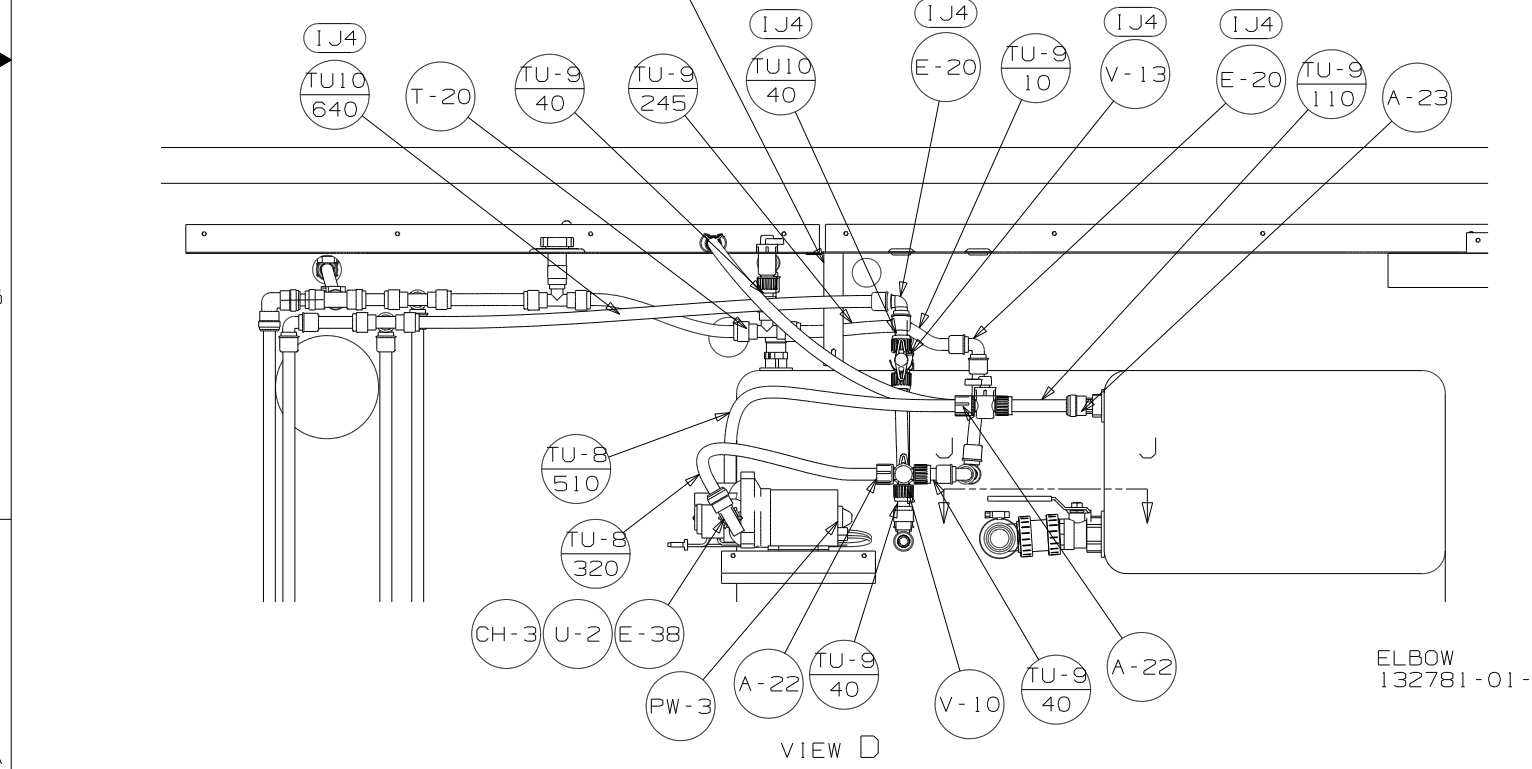 IJ4
TU10
640
T-20
TU-9
40
TU-9
245
IJ4
TU10
40
IJ4
E-20
TU-9
10
IJ4
V-13
IJ4
E-20
TU-9
110
A-23
TU-8
510
J
J
TU-8
320
CH-3
U-2
E-38
PW-3
A-22
TU-9
40
V-10
TU-9
40
A-22
ELBOW
132781-01-
VIEW D